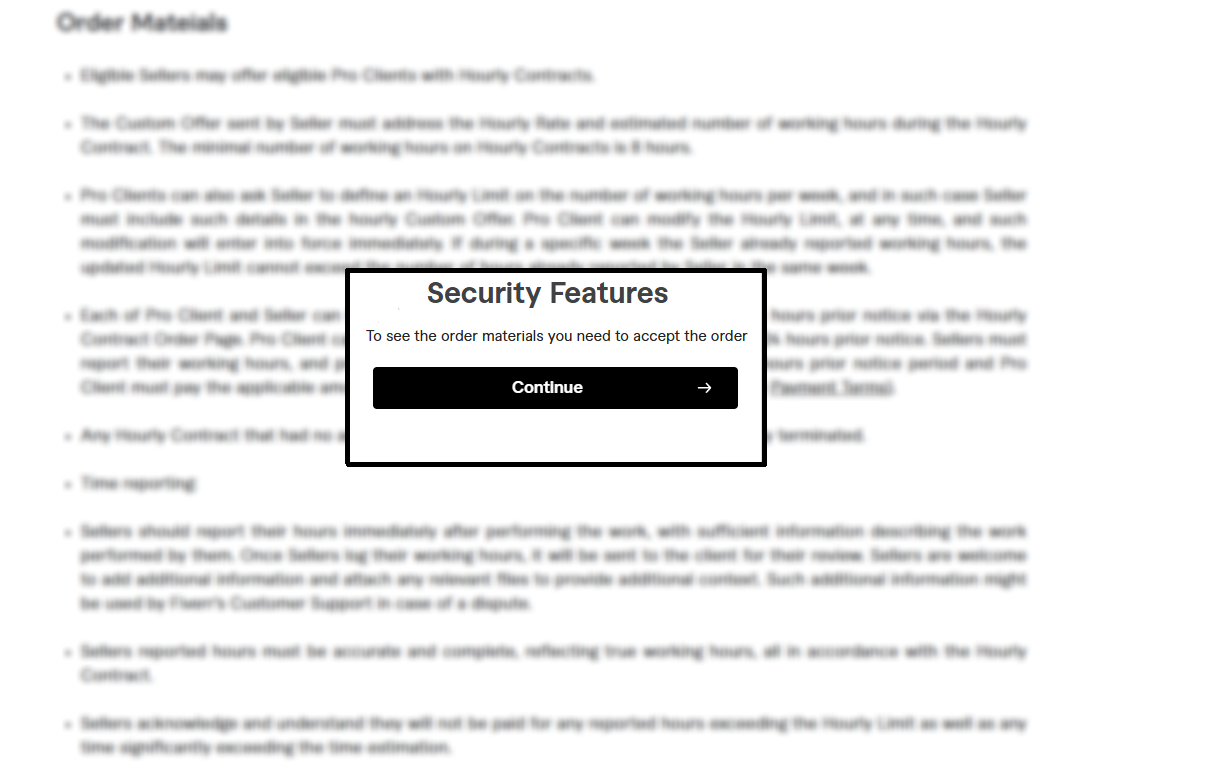 Order Mateials
Eligible Sellers may offer eligible Pro Clients with Hourly Contracts.
The Custom Offer sent by Seller must address the Hourly Rate and estimated number of working hours during the Hourly
Contract. The minimal number of working hours on Hourly Contracts is 8 hours.
Pro Clients can also ask Seller to define an Hourly Limit on the number of working hours per week, and in such case Seller
must include such details in the hourly Custom Offer. Pro Client can modify the Hourly Limit, at any time, and such
modification will enter into force immediately. If during a specific week the Seller already reported working hours, the
updated Hourly Limit cannot exceed the number of hours already reported by Seller in the same week.
Security Features
To see the order materials you need to accept the order
Continue →
Each of Pro Client and Seller can hours prior notice via the Hourly
Contract Order Page. Pro Client hours prior notice. Sellers must
report their working hours, and prior notice period and Pro
Client must pay the applicable Payment Terms).
Any Hourly Contract that had no terminated.
Time reporting:
Sellers should report their hours immediately after performing the work, with sufficient information describing the work
performed by them. Once Sellers log their working hours, it will be sent to the client for their review. Sellers are welcome
to add additional information and attach any relevant files to provide additional context. Such additional information might
be used by Fiverr's Customer Support in case of a dispute.
Sellers reported hours must be accurate and complete, reflecting true working hours, all in accordance with the Hourly
Contract.
Sellers acknowledge and understand they will not be paid for any reported hours exceeding the Hourly Limit as well as any
time significantly exceeding the time estimation.